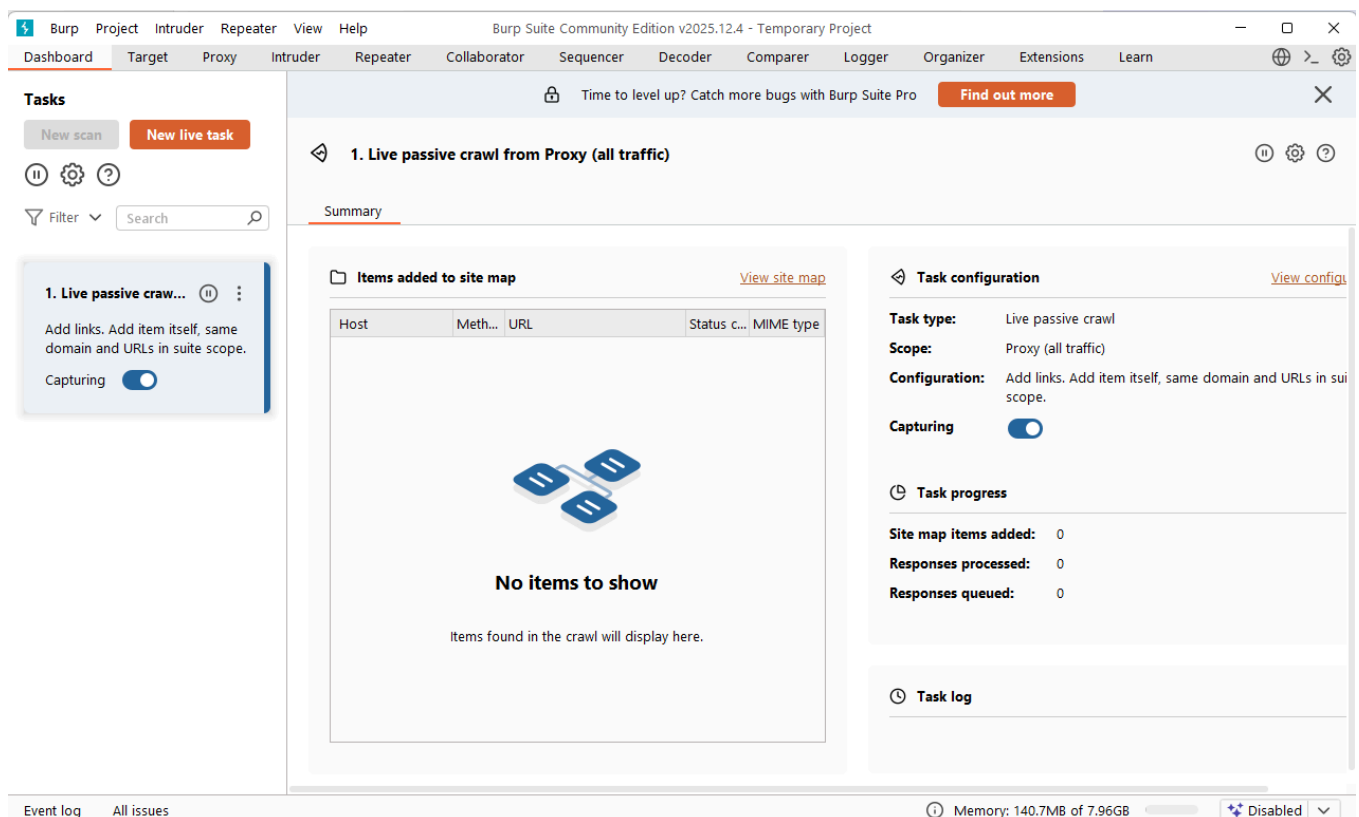 Burp Project Intruder Repeater View Help Burp Suite Community Edition v2025.12.4 - Temporary Project
Dashboard Target Proxy Intruder Repeater Collaborator Sequencer Decoder Comparer Logger Organizer Extensions Learn
Tasks
New scan New live task
Filter Search
1. Live passive craw...
Add links. Add item itself, same
domain and URLs in suite scope.
Capturing
Time to level up? Catch more bugs with Burp Suite Pro Find out more
1. Live passive crawl from Proxy (all traffic)
Summary
Items added to site map View site map
Host Meth... URL Status c... MIME type
No items to show
Items found in the crawl will display here.
Task configuration View configu
Task type: Live passive crawl
Scope: Proxy (all traffic)
Configuration: Add links. Add item itself, same domain and URLs in sui
scope.
Capturing
Task progress
Site map items added: 0
Responses processed: 0
Responses queued: 0
Task log
Event log All issues Memory: 140.7MB of 7.96GB Disabled